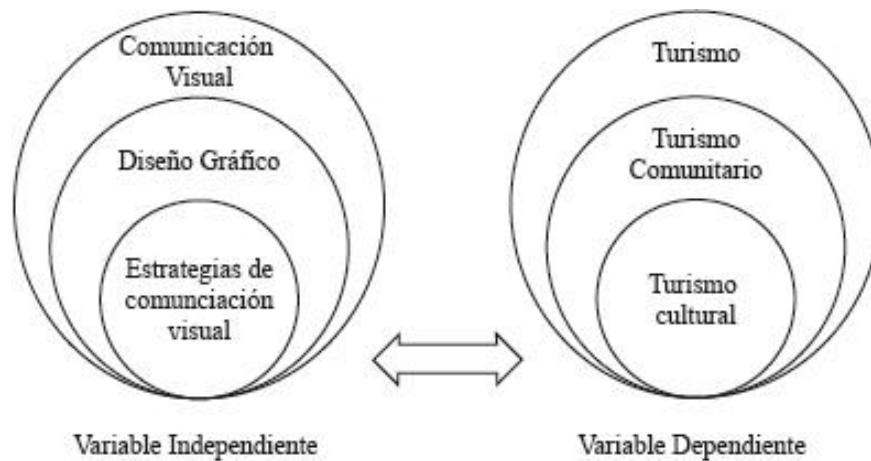 Comunicación
Visual
Diseño Gráfico
Estrategias de
comunciación
visual
Variable Independiente
Turismo
Turismo
Comunitario
Turismo
cultural
Variable Dependiente